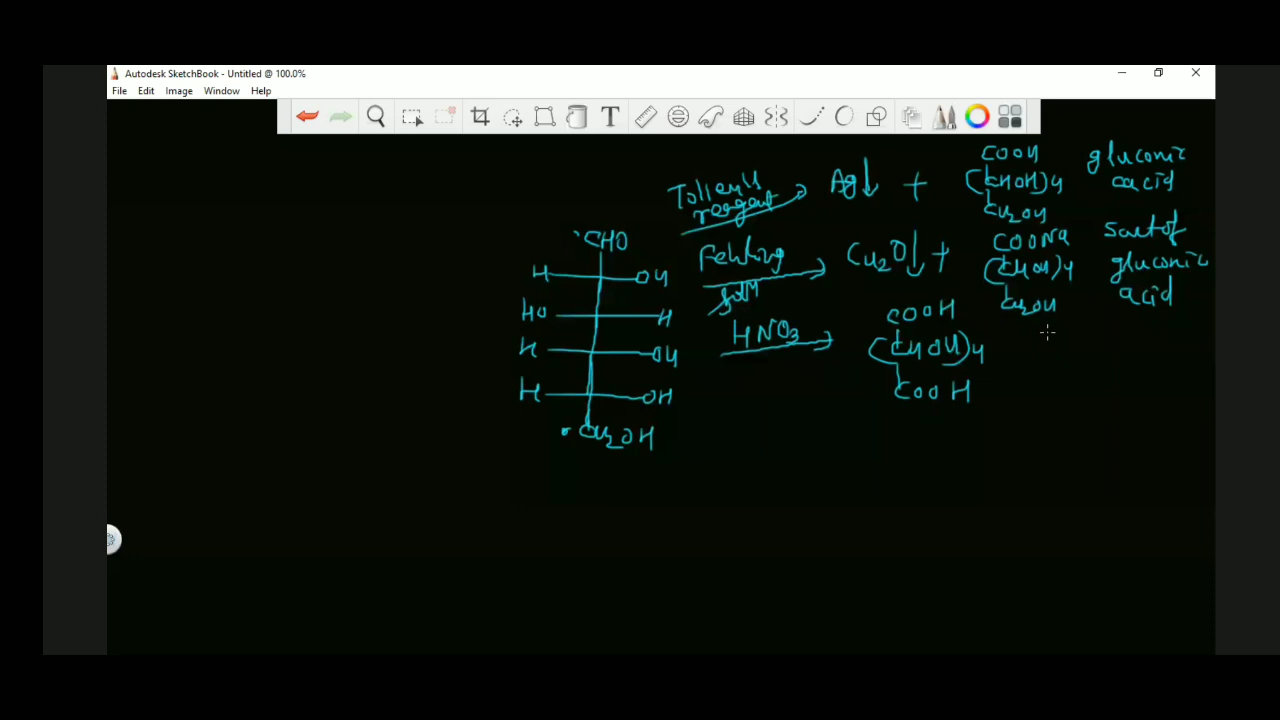 Autodesk SketchBook - Untitled @ 100.0%
File Edit Image Window Help
T
Tollen's reagent → Ag↓ + COOH (CHOH)4 CH2OH gluconic acid
Fehling soln → Cu2O↓ + COONa (CHOH)4 CH2OH salt of gluconic acid
HNO3 → COOH (CHOH)4 COOH
CHO
H OH
HO H
H OH
H OH
CH2OH